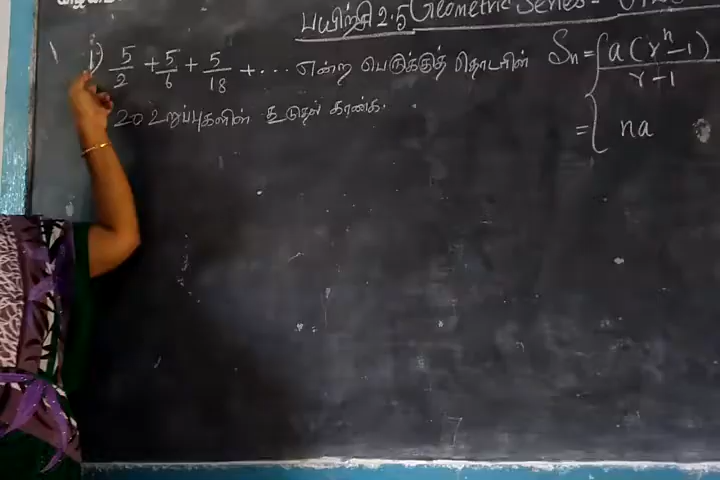 பயிற்சி 2.5 Geometric Series -
1 i) 5/2 + 5/6 + 5/18 + ... என்ற பெருக்குத் தொடரின்
20 உறுப்புகளின் கூடுதல் காண்க.
Sn = { a(r^n - 1) / r - 1
= { na